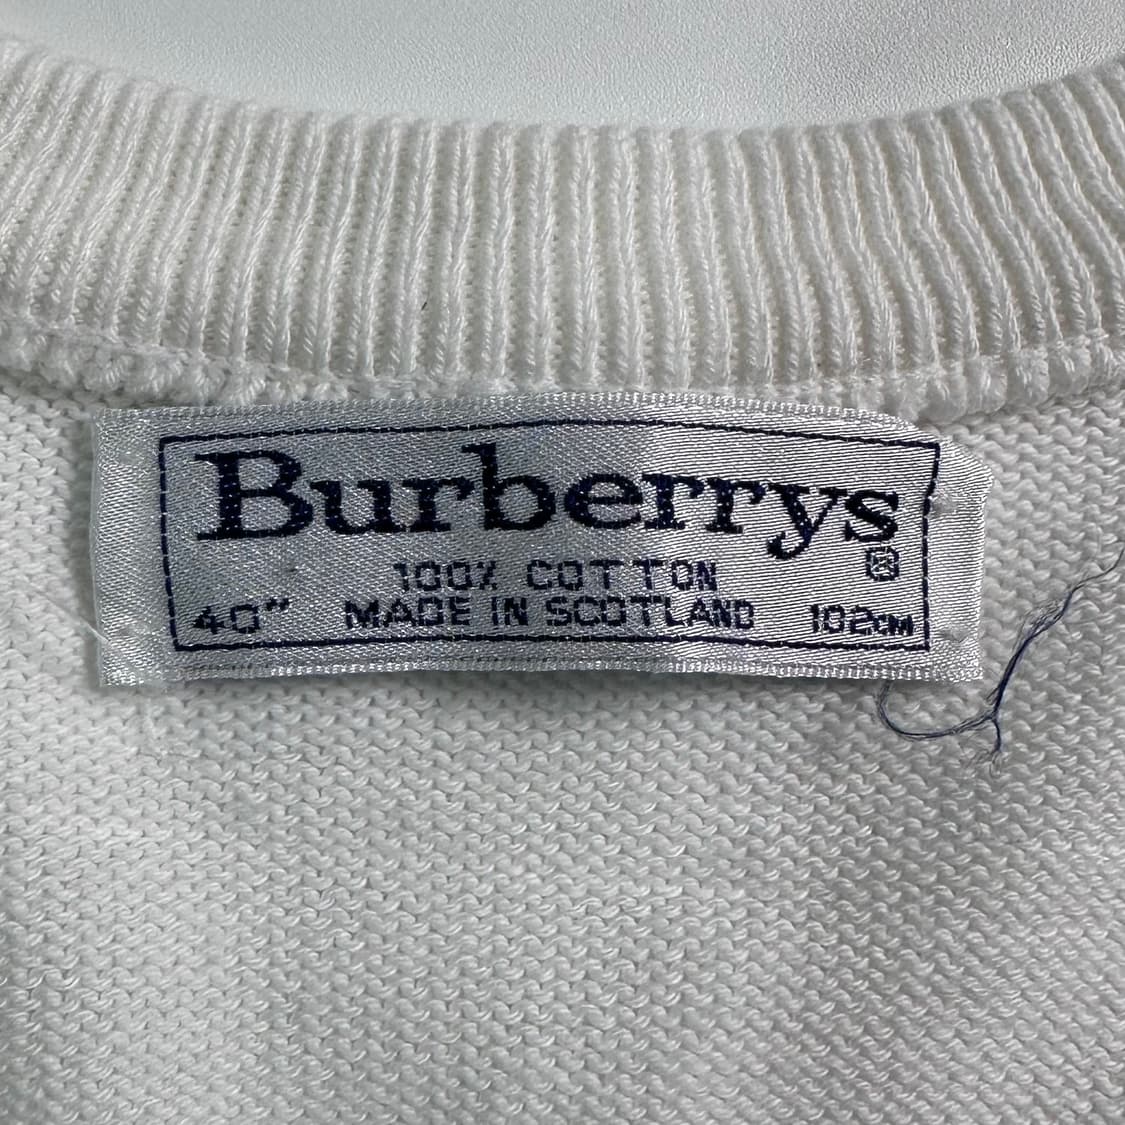 Burberrys
®
100% COTTON
40" MADE IN SCOTLAND 102CM